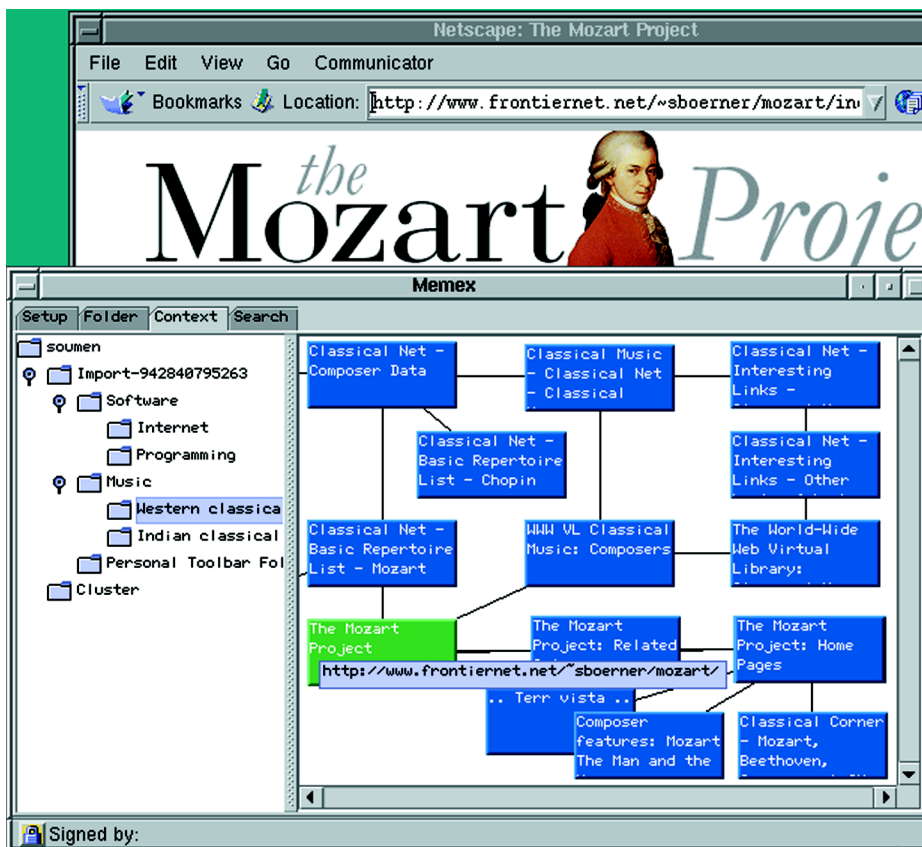 Netscape: The Mozart Project
File Edit View Go Communicator
Bookmarks Location: http://www.frontiernet.net/~sboerner/mozart/in
the
Mozart Proje
Memex
Setup Folder Context Search
soumen
Import-942840795263
Software
Internet
Programming
Music
Western classica
Indian classical
Personal Toolbar Fol
Cluster
Classical Net -
Composer Data
Classical Music
- Classical Net
- Classical
Classical Net -
Interesting
Links -
Classical Net -
Basic Repertoire
List - Chopin
Classical Net -
Interesting
Links - Other
Classical Net -
Basic Repertoire
List - Mozart
WWW VL Classical
Music: Composers
The World-Wide
Web Virtual
Library:
The Mozart
Project
The Mozart
Project: Related
The Mozart
Project: Home
Pages
http://www.frontiernet.net/~sboerner/mozart/
.. Terr vista ..
Composer
features: Mozart
The Man and the
Classical Corner
- Mozart,
Beethoven,
Signed by: